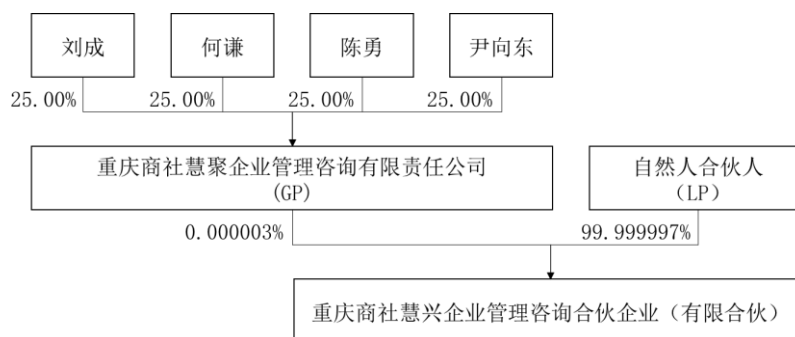 刘成
何谦
陈勇
尹向东
25.00%
25.00%
25.00%
25.00%
重庆商社慧聚企业管理咨询有限责任公司
(GP)
自然人合伙人
（LP）
0.000003%
99.999997%
重庆商社慧兴企业管理咨询合伙企业（有限合伙）